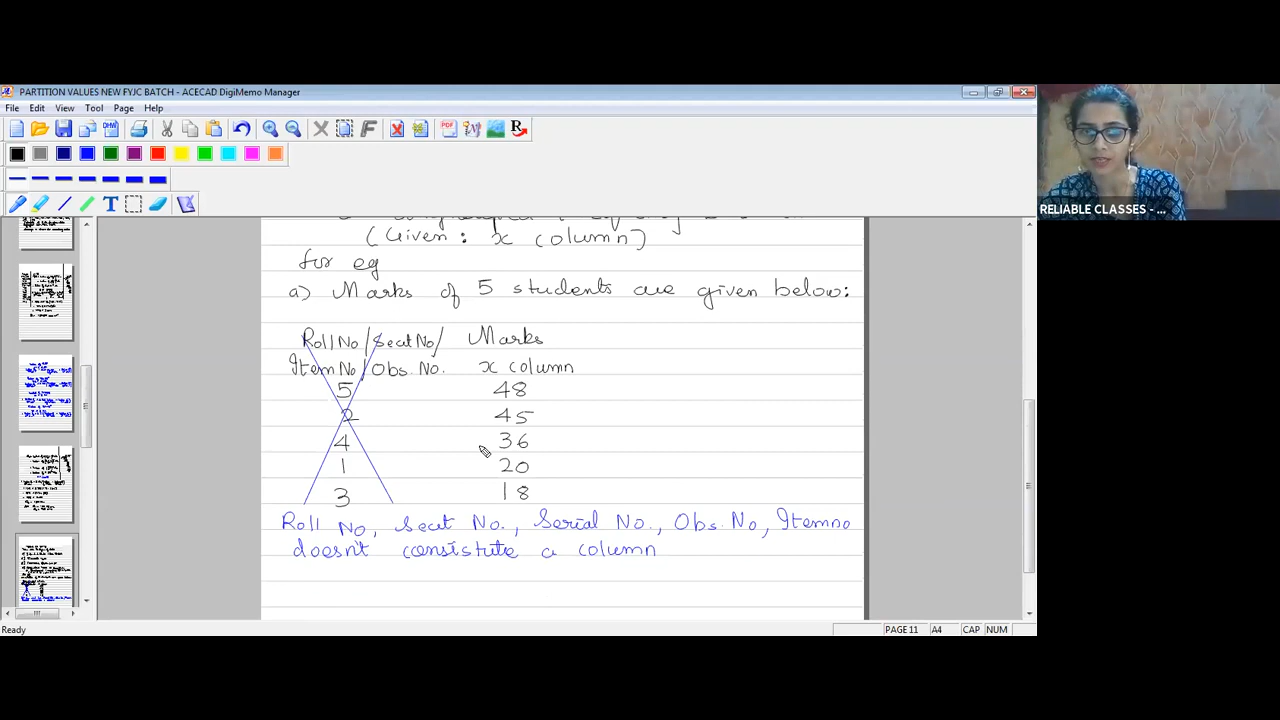 PARTITION VALUES NEW FYJC BATCH - ACECAD DigiMemo Manager
File Edit View Tool Page Help
RELIABLE CLASSES - ...
(Given: x column)
for eg
a) Marks of 5 students are given below:
Roll No/Seat No/ Marks
Item No/Obs. No. x column
5 48
2 45
4 36
1 20
3 18
Roll No, Seat No., Serial No., Obs. No, Item no
doesn't consistute a column
Ready PAGE 11 A4 CAP NUM